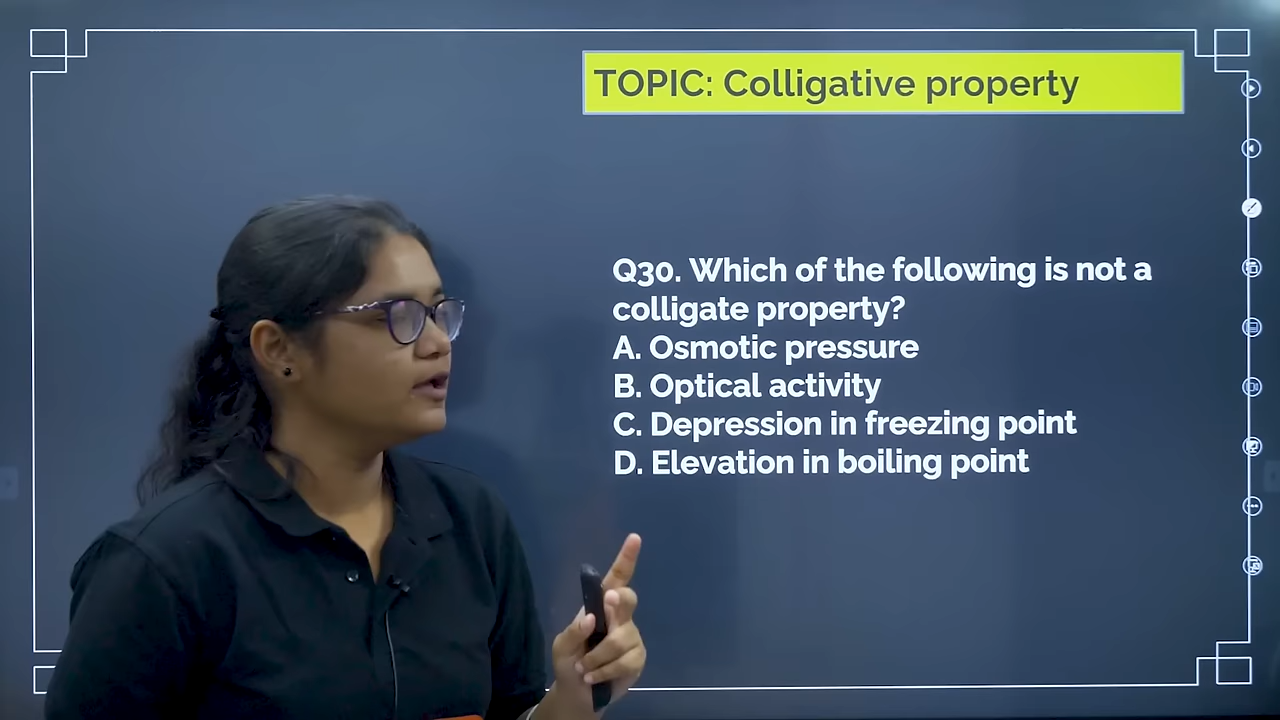 TOPIC: Colligative property
Q30. Which of the following is not a
colligate property?
A. Osmotic pressure
B. Optical activity
C. Depression in freezing point
D. Elevation in boiling point